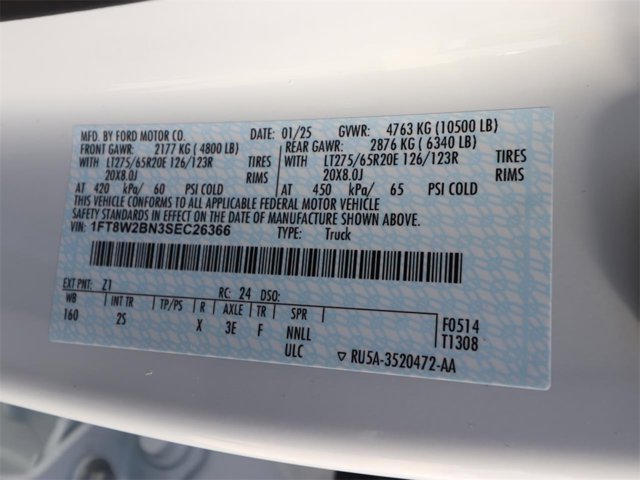 MFD. BY FORD MOTOR CO. DATE: 01/25 GVWR: 4763 KG (10500 LB)
FRONT GAWR: 2177 KG ( 4800 LB) REAR GAWR: 2876 KG ( 6340 LB)
WITH LT275/65R20E 126/123R TIRES WITH LT275/65R20E 126/123R TIRES
20X8.0J RIMS 20X8.0J RIMS
AT 420 kPa/ 60 PSI COLD AT 450 kPa/ 65 PSI COLD
THIS VEHICLE CONFORMS TO ALL APPLICABLE FEDERAL MOTOR VEHICLE
SAFETY STANDARDS IN EFFECT ON THE DATE OF MANUFACTURE SHOWN ABOVE.
VIN: 1FT8W2BN3SEC26366 TYPE: Truck
EXT PNT: Z1 RC: 24 DSO:
WB INT TR TP/PS R AXLE TR SPR
160 2S X 3E F NNLL
ULC
F0514
T1308
▽ RU5A-3520472-AA